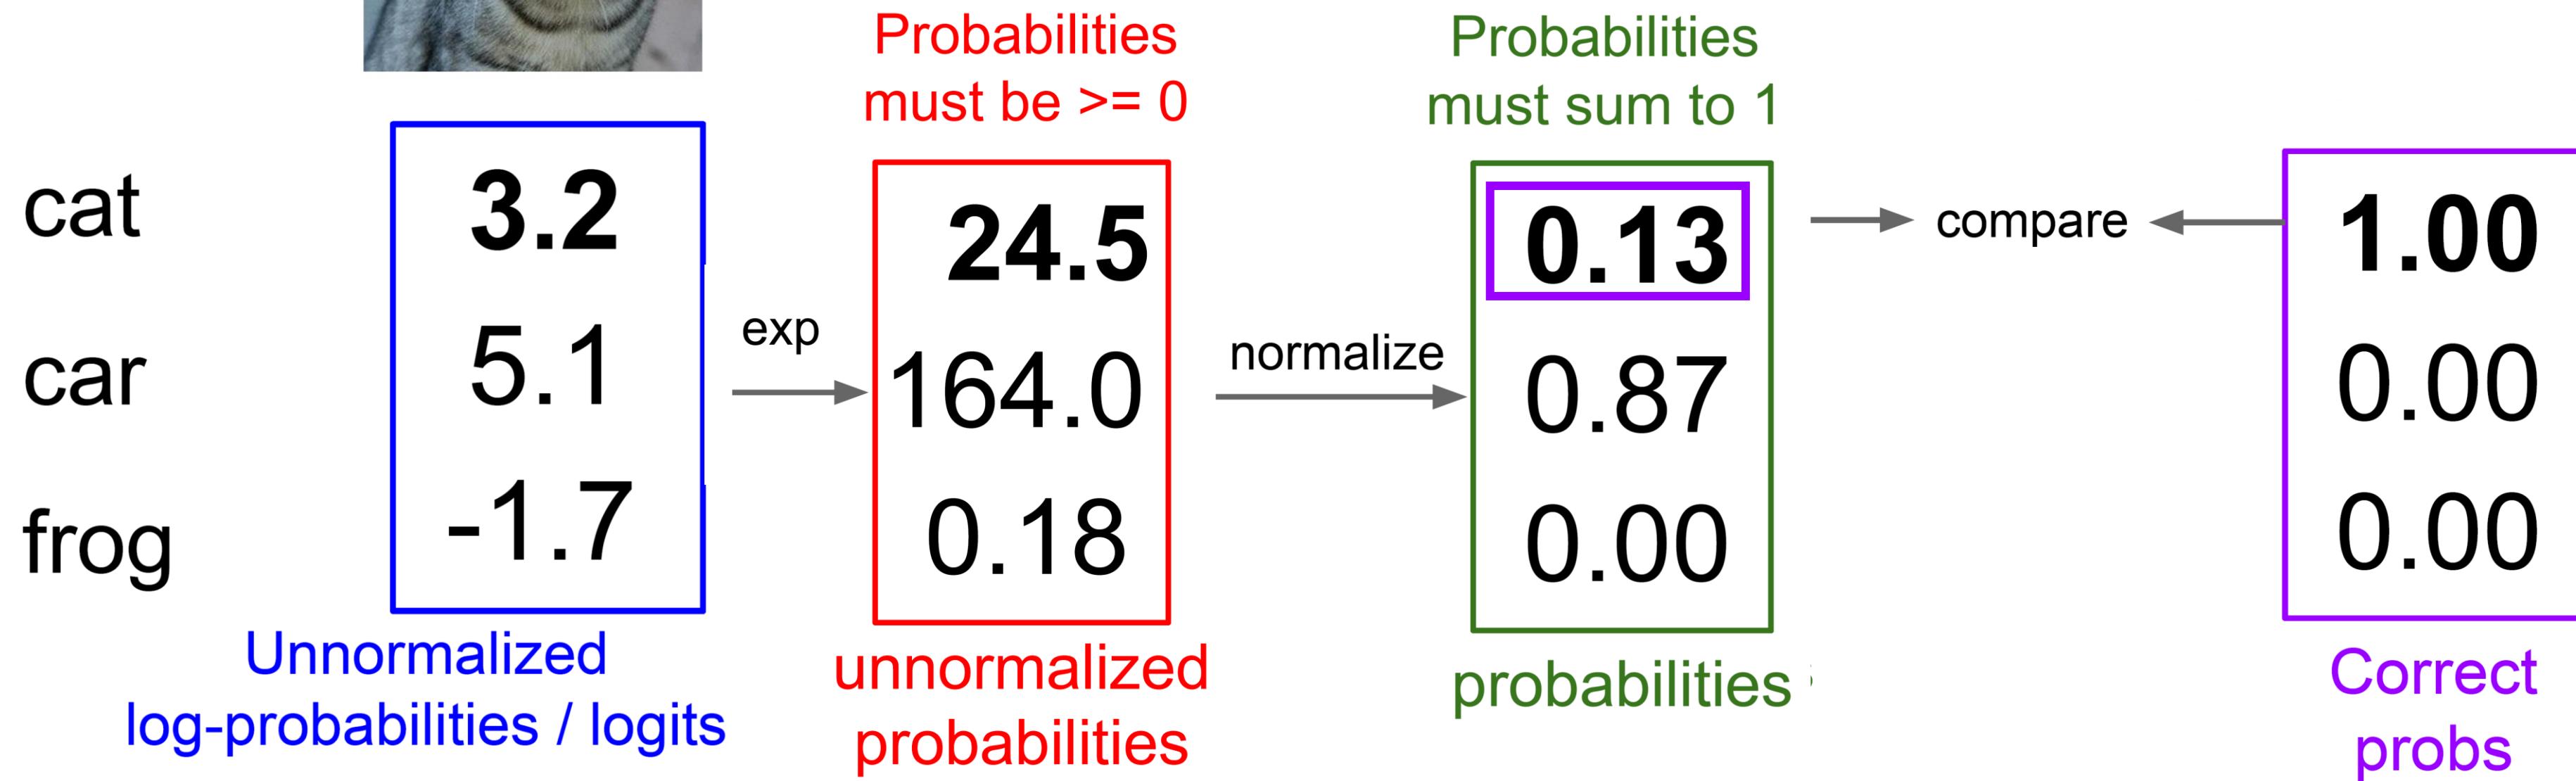 Probabilities
must be >= 0
Probabilities
must sum to 1
cat
3.2
24.5
0.13
compare
1.00
car
5.1
exp
164.0
normalize
0.87
0.00
frog
-1.7
0.18
0.00
0.00
Unnormalized
log-probabilities / logits
unnormalized
probabilities
probabilities
Correct
probs